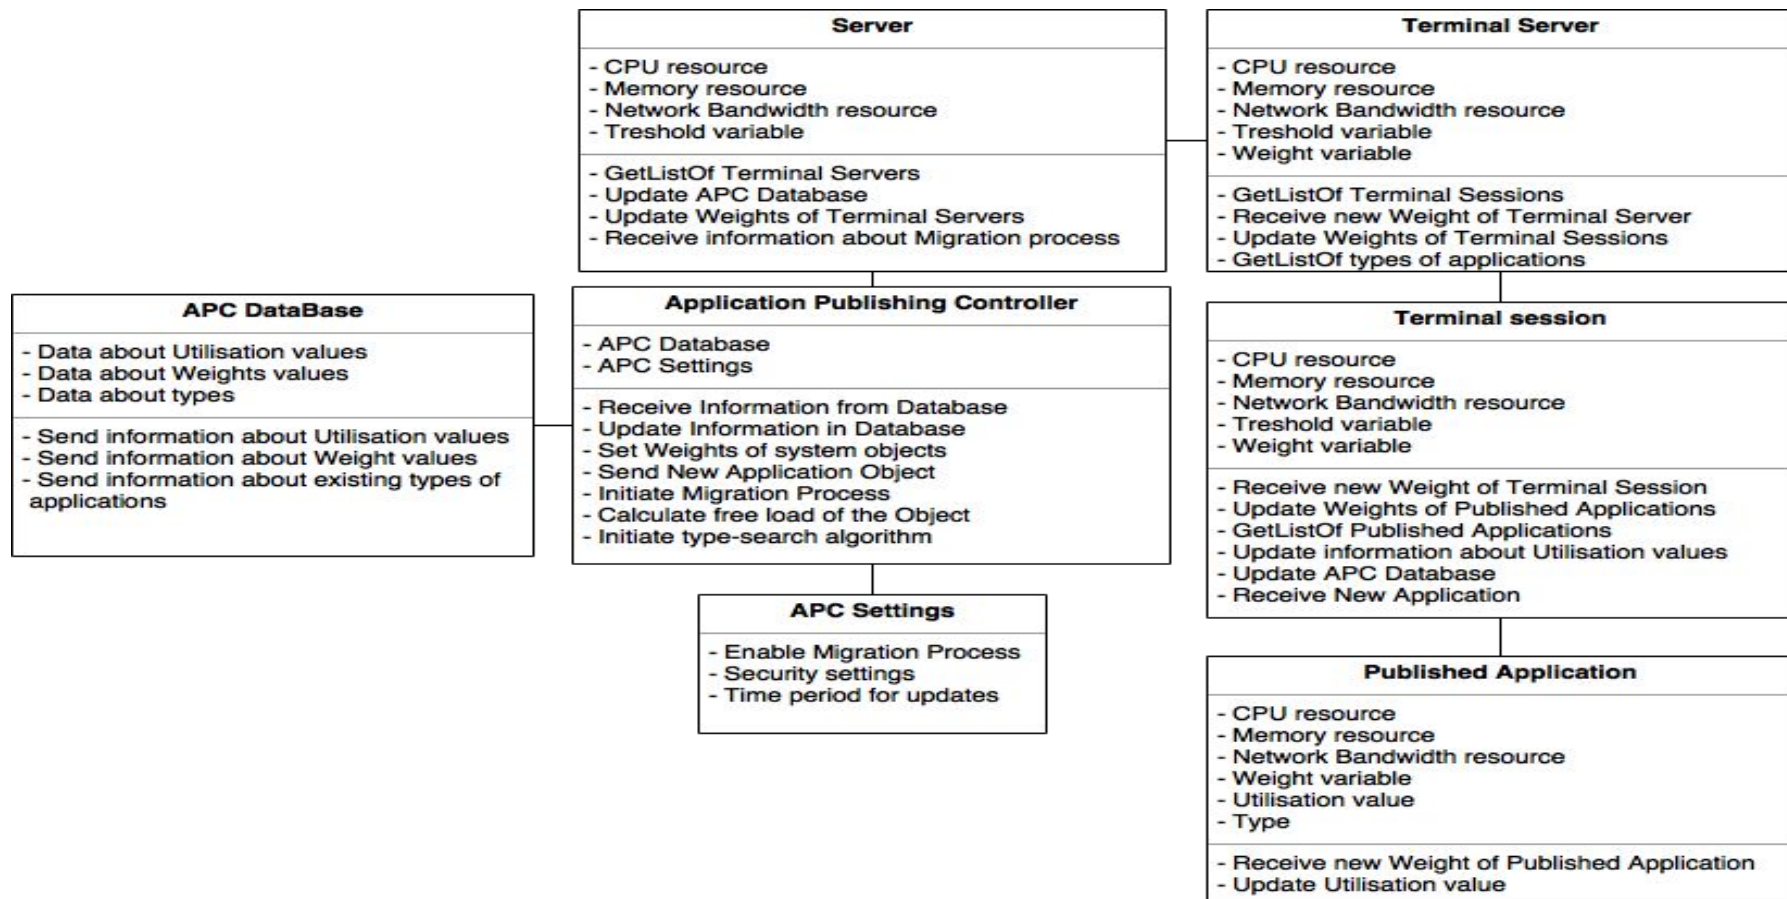 Server
- CPU resource
- Memory resource
- Network Bandwidth resource
- Treshold variable
- GetListOf Terminal Servers
- Update APC Database
- Update Weights of Terminal Servers
- Receive information about Migration process
Terminal Server
- CPU resource
- Memory resource
- Network Bandwidth resource
- Treshold variable
- Weight variable
- GetListOf Terminal Sessions
- Receive new Weight of Terminal Server
- Update Weights of Terminal Sessions
- GetListOf types of applications
APC DataBase
- Data about Utilisation values
- Data about Weights values
- Data about types
- Send information about Utilisation values
- Send information about Weight values
- Send information about existing types of
applications
Application Publishing Controller
- APC Database
- APC Settings
- Receive Information from Database
- Update Information in Database
- Set Weights of system objects
- Send New Application Object
- Initiate Migration Process
- Calculate free load of the Object
- Initiate type-search algorithm
Terminal session
- CPU resource
- Memory resource
- Network Bandwidth resource
- Treshold variable
- Weight variable
- Receive new Weight of Terminal Session
- Update Weights of Published Applications
- GetListOf Published Applications
- Update information about Utilisation values
- Update APC Database
- Receive New Application
APC Settings
- Enable Migration Process
- Security settings
- Time period for updates
Published Application
- CPU resource
- Memory resource
- Network Bandwidth resource
- Weight variable
- Utilisation value
- Type
- Receive new Weight of Published Application
- Update Utilisation value